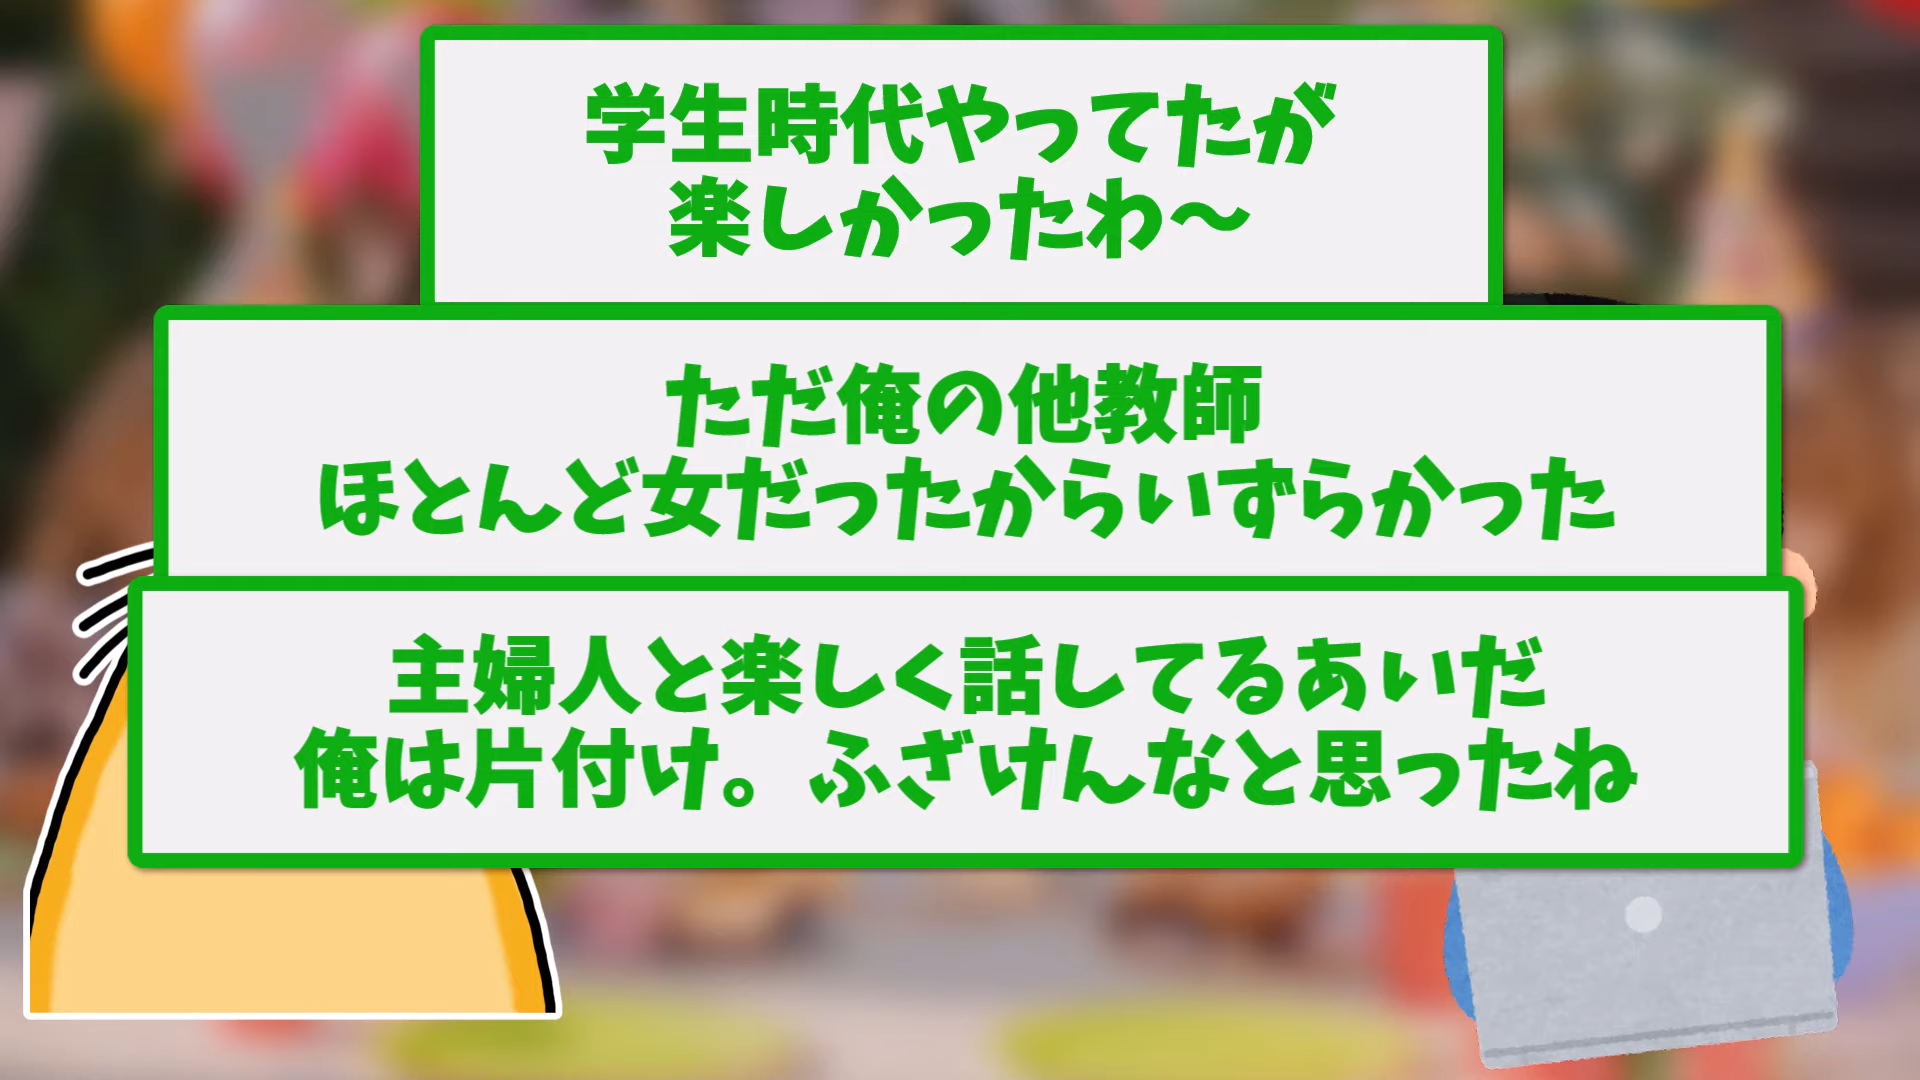 学生時代やってたが
楽しかったわ～
ただ俺の他教師
ほとんど女だったからいずらかった
主婦人と楽しく話してるあいだ
俺は片付け。ふざけんなと思ったね